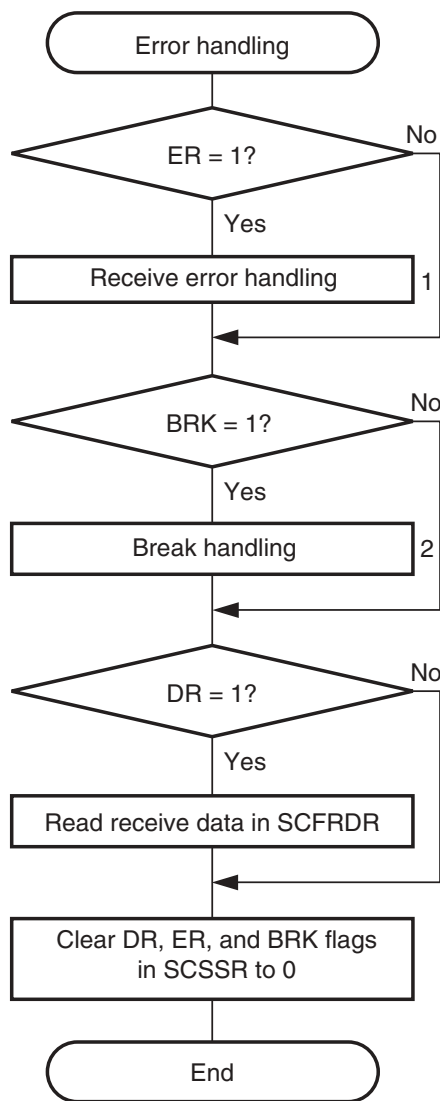 Error handling
ER = 1?
No
Yes
Receive error handling
1
BRK = 1?
No
Yes
Break handling
2
DR = 1?
No
Yes
Read receive data in SCFRDR
Clear DR, ER, and BRK flags
in SCSSR to 0
End